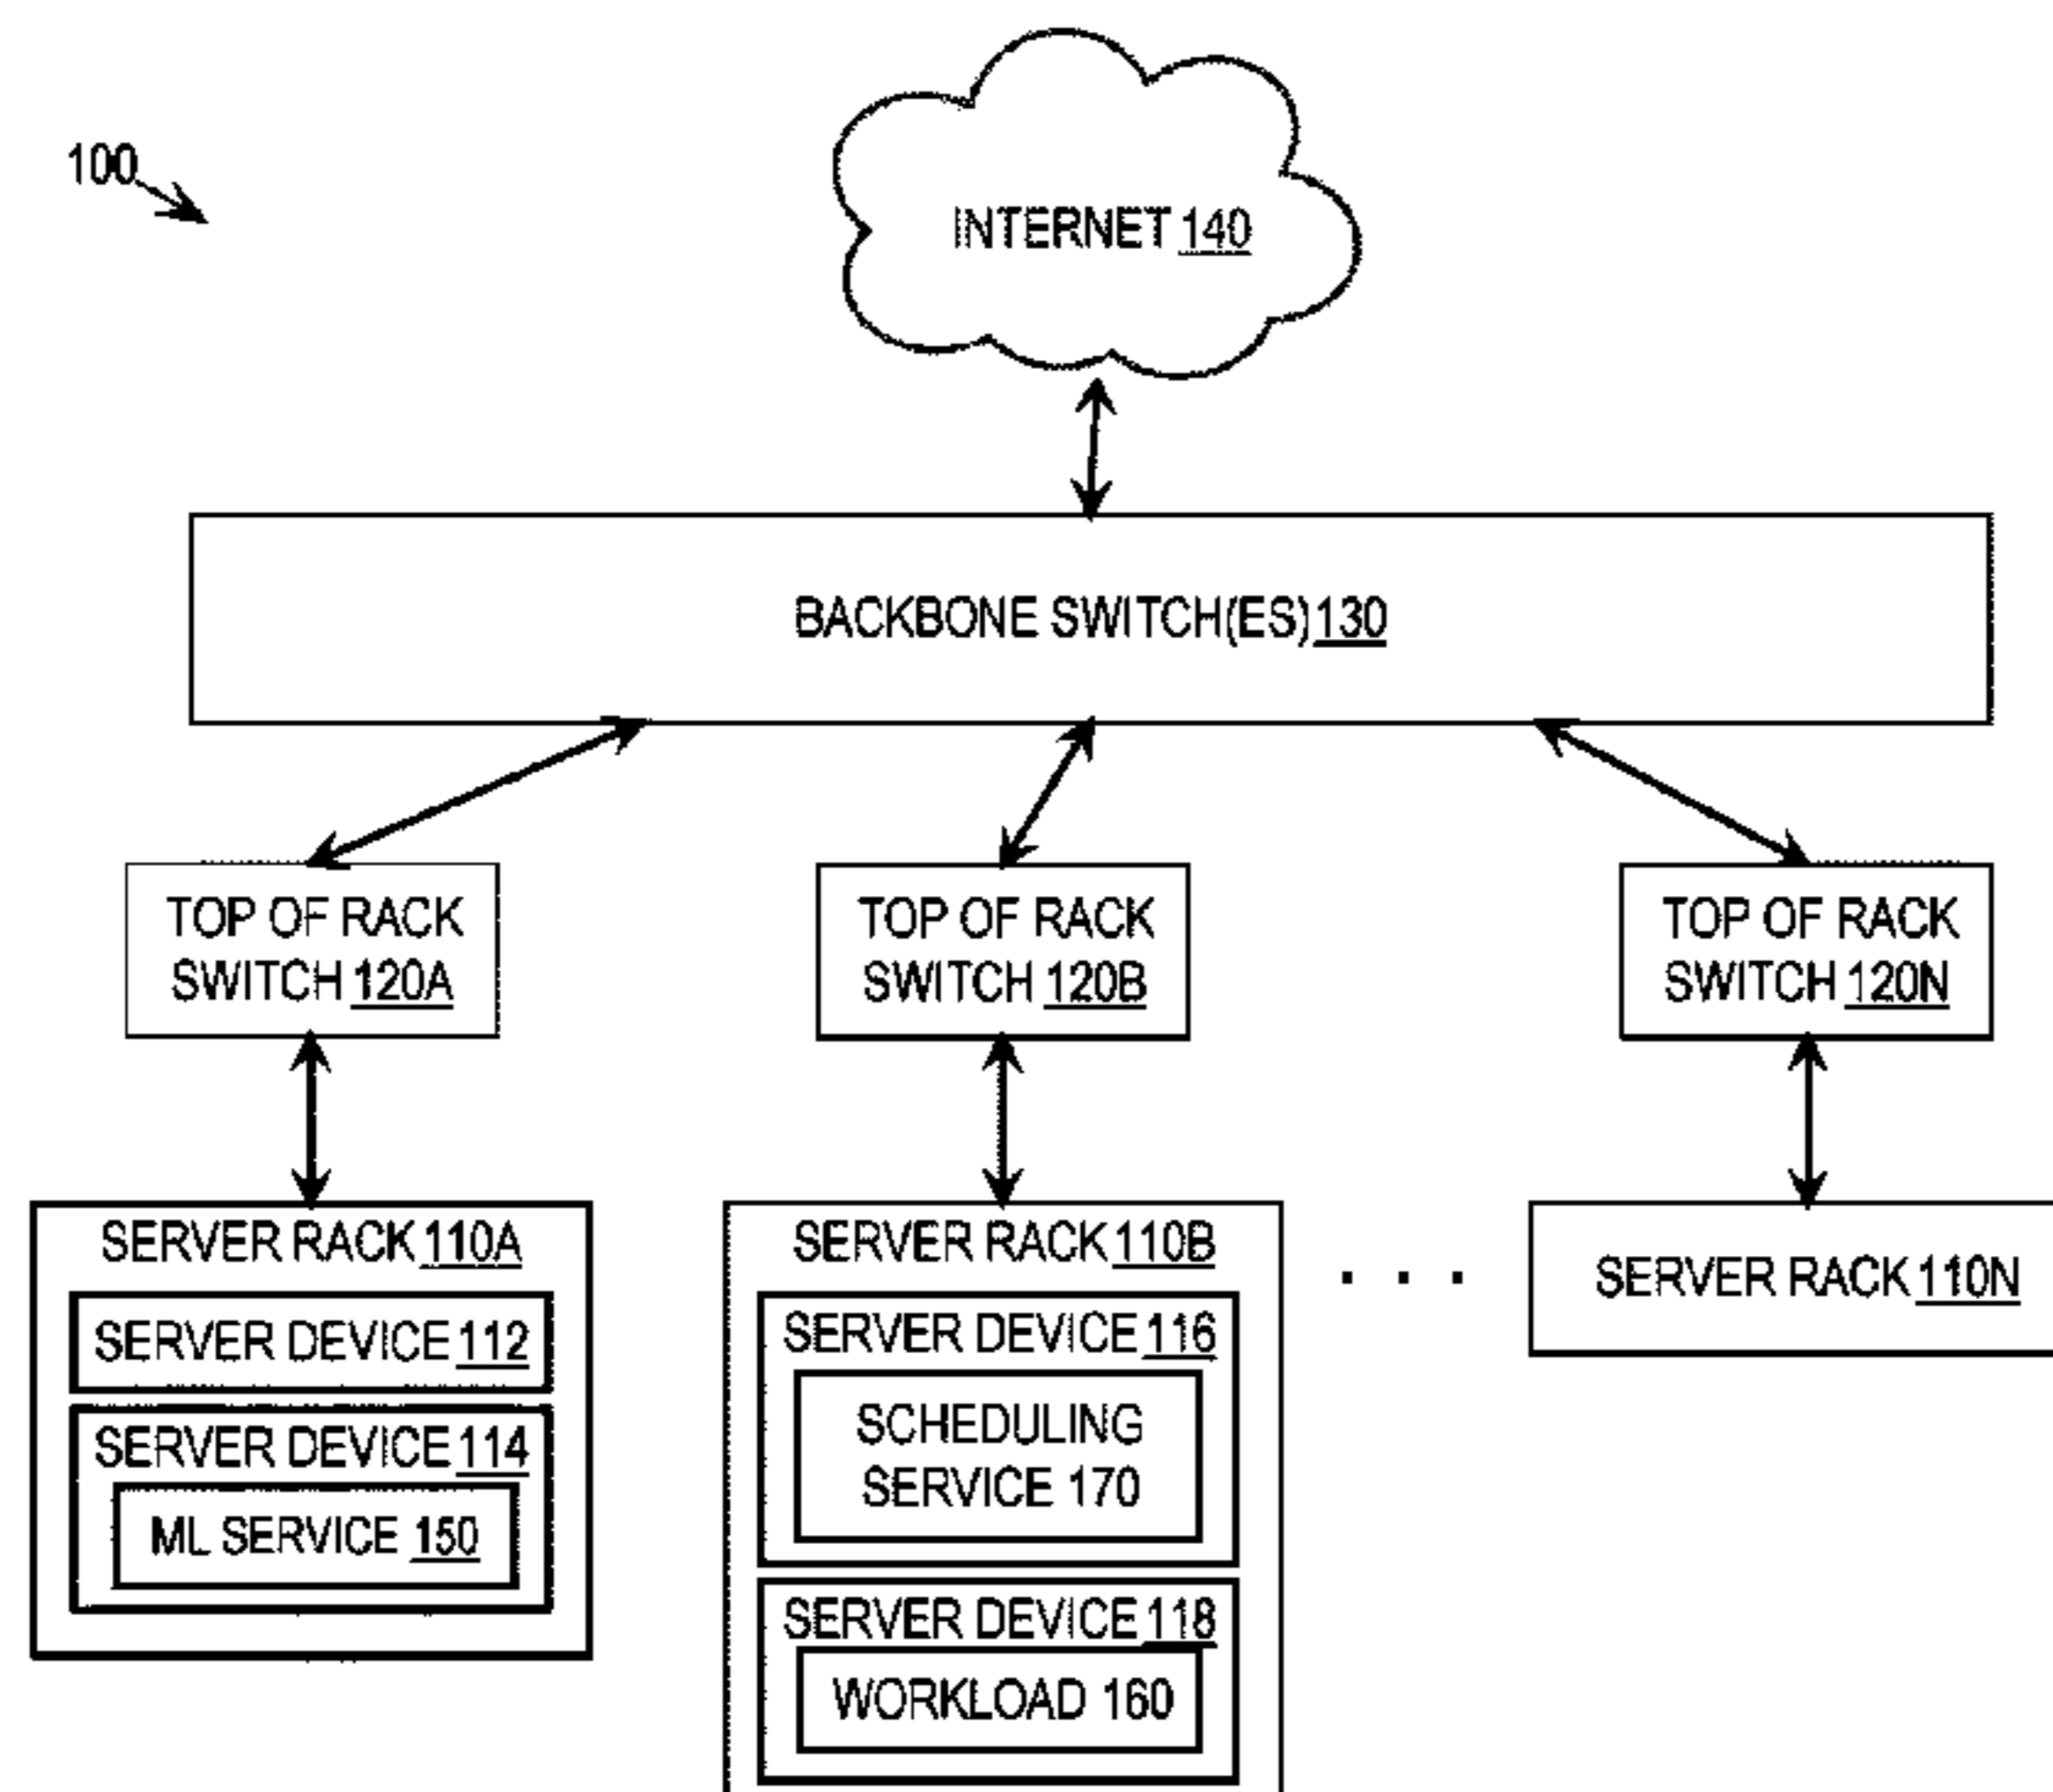 100
INTERNET 140
BACKBONE SWITCH(ES) 130
TOP OF RACK
SWITCH 120A
TOP OF RACK
SWITCH 120B
TOP OF RACK
SWITCH 120N
SERVER RACK 110A
SERVER DEVICE 112
SERVER DEVICE 114
ML SERVICE 150
SERVER RACK 110B
SERVER DEVICE 116
SCHEDULING
SERVICE 170
SERVER DEVICE 118
WORKLOAD 160
. . .
SERVER RACK 110N